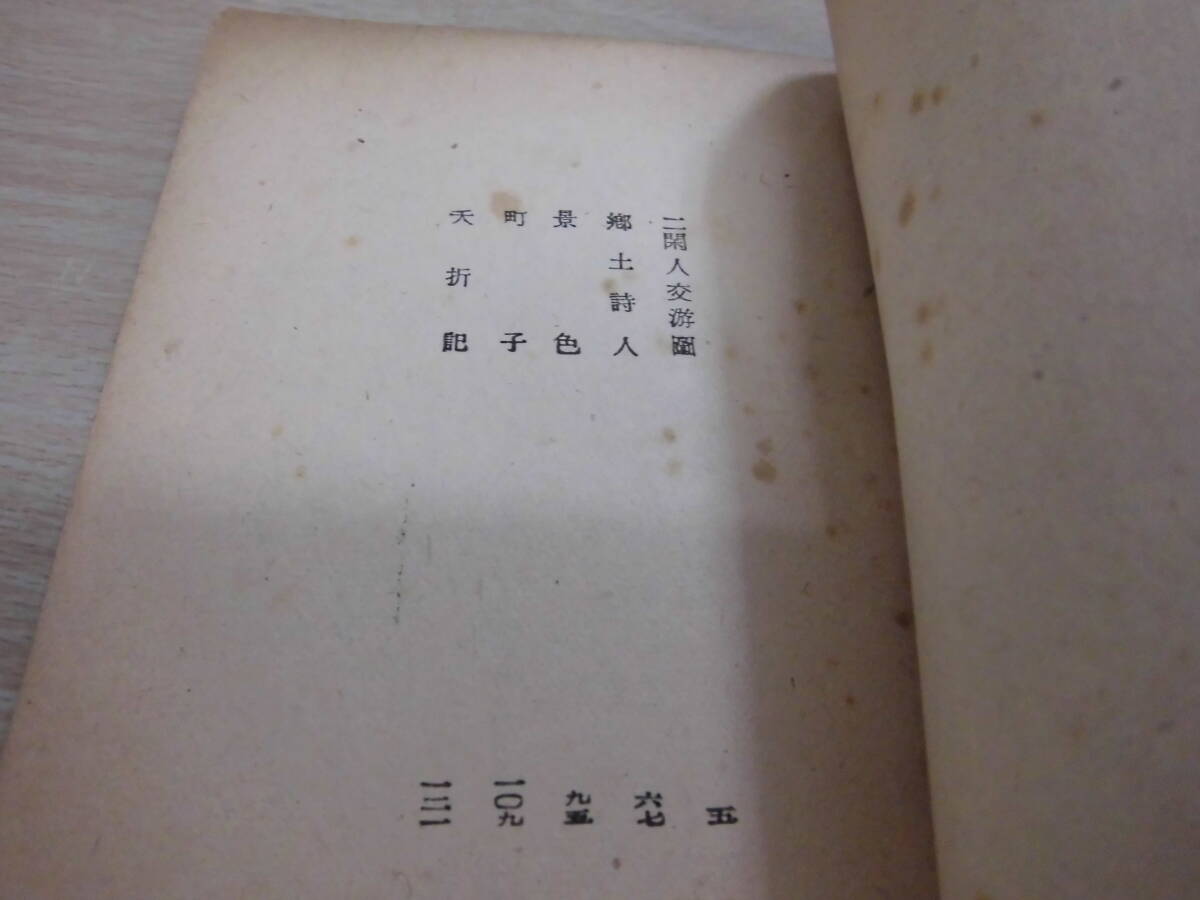 二閑人交游圖 五
郷土詩人 六七
景色 九五
町子 一〇九
夭折記 一三一